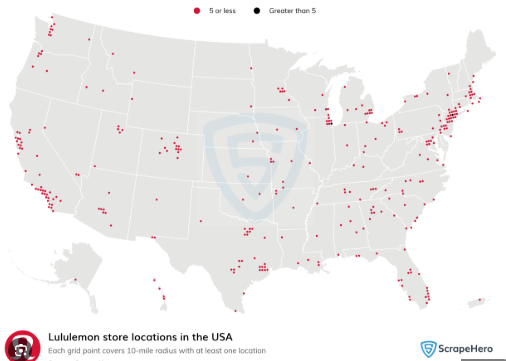 5 or less Greater than 5
Lululemon store locations in the USA
Each grid point covers 10-mile radius with at least one location
ScrapeHero